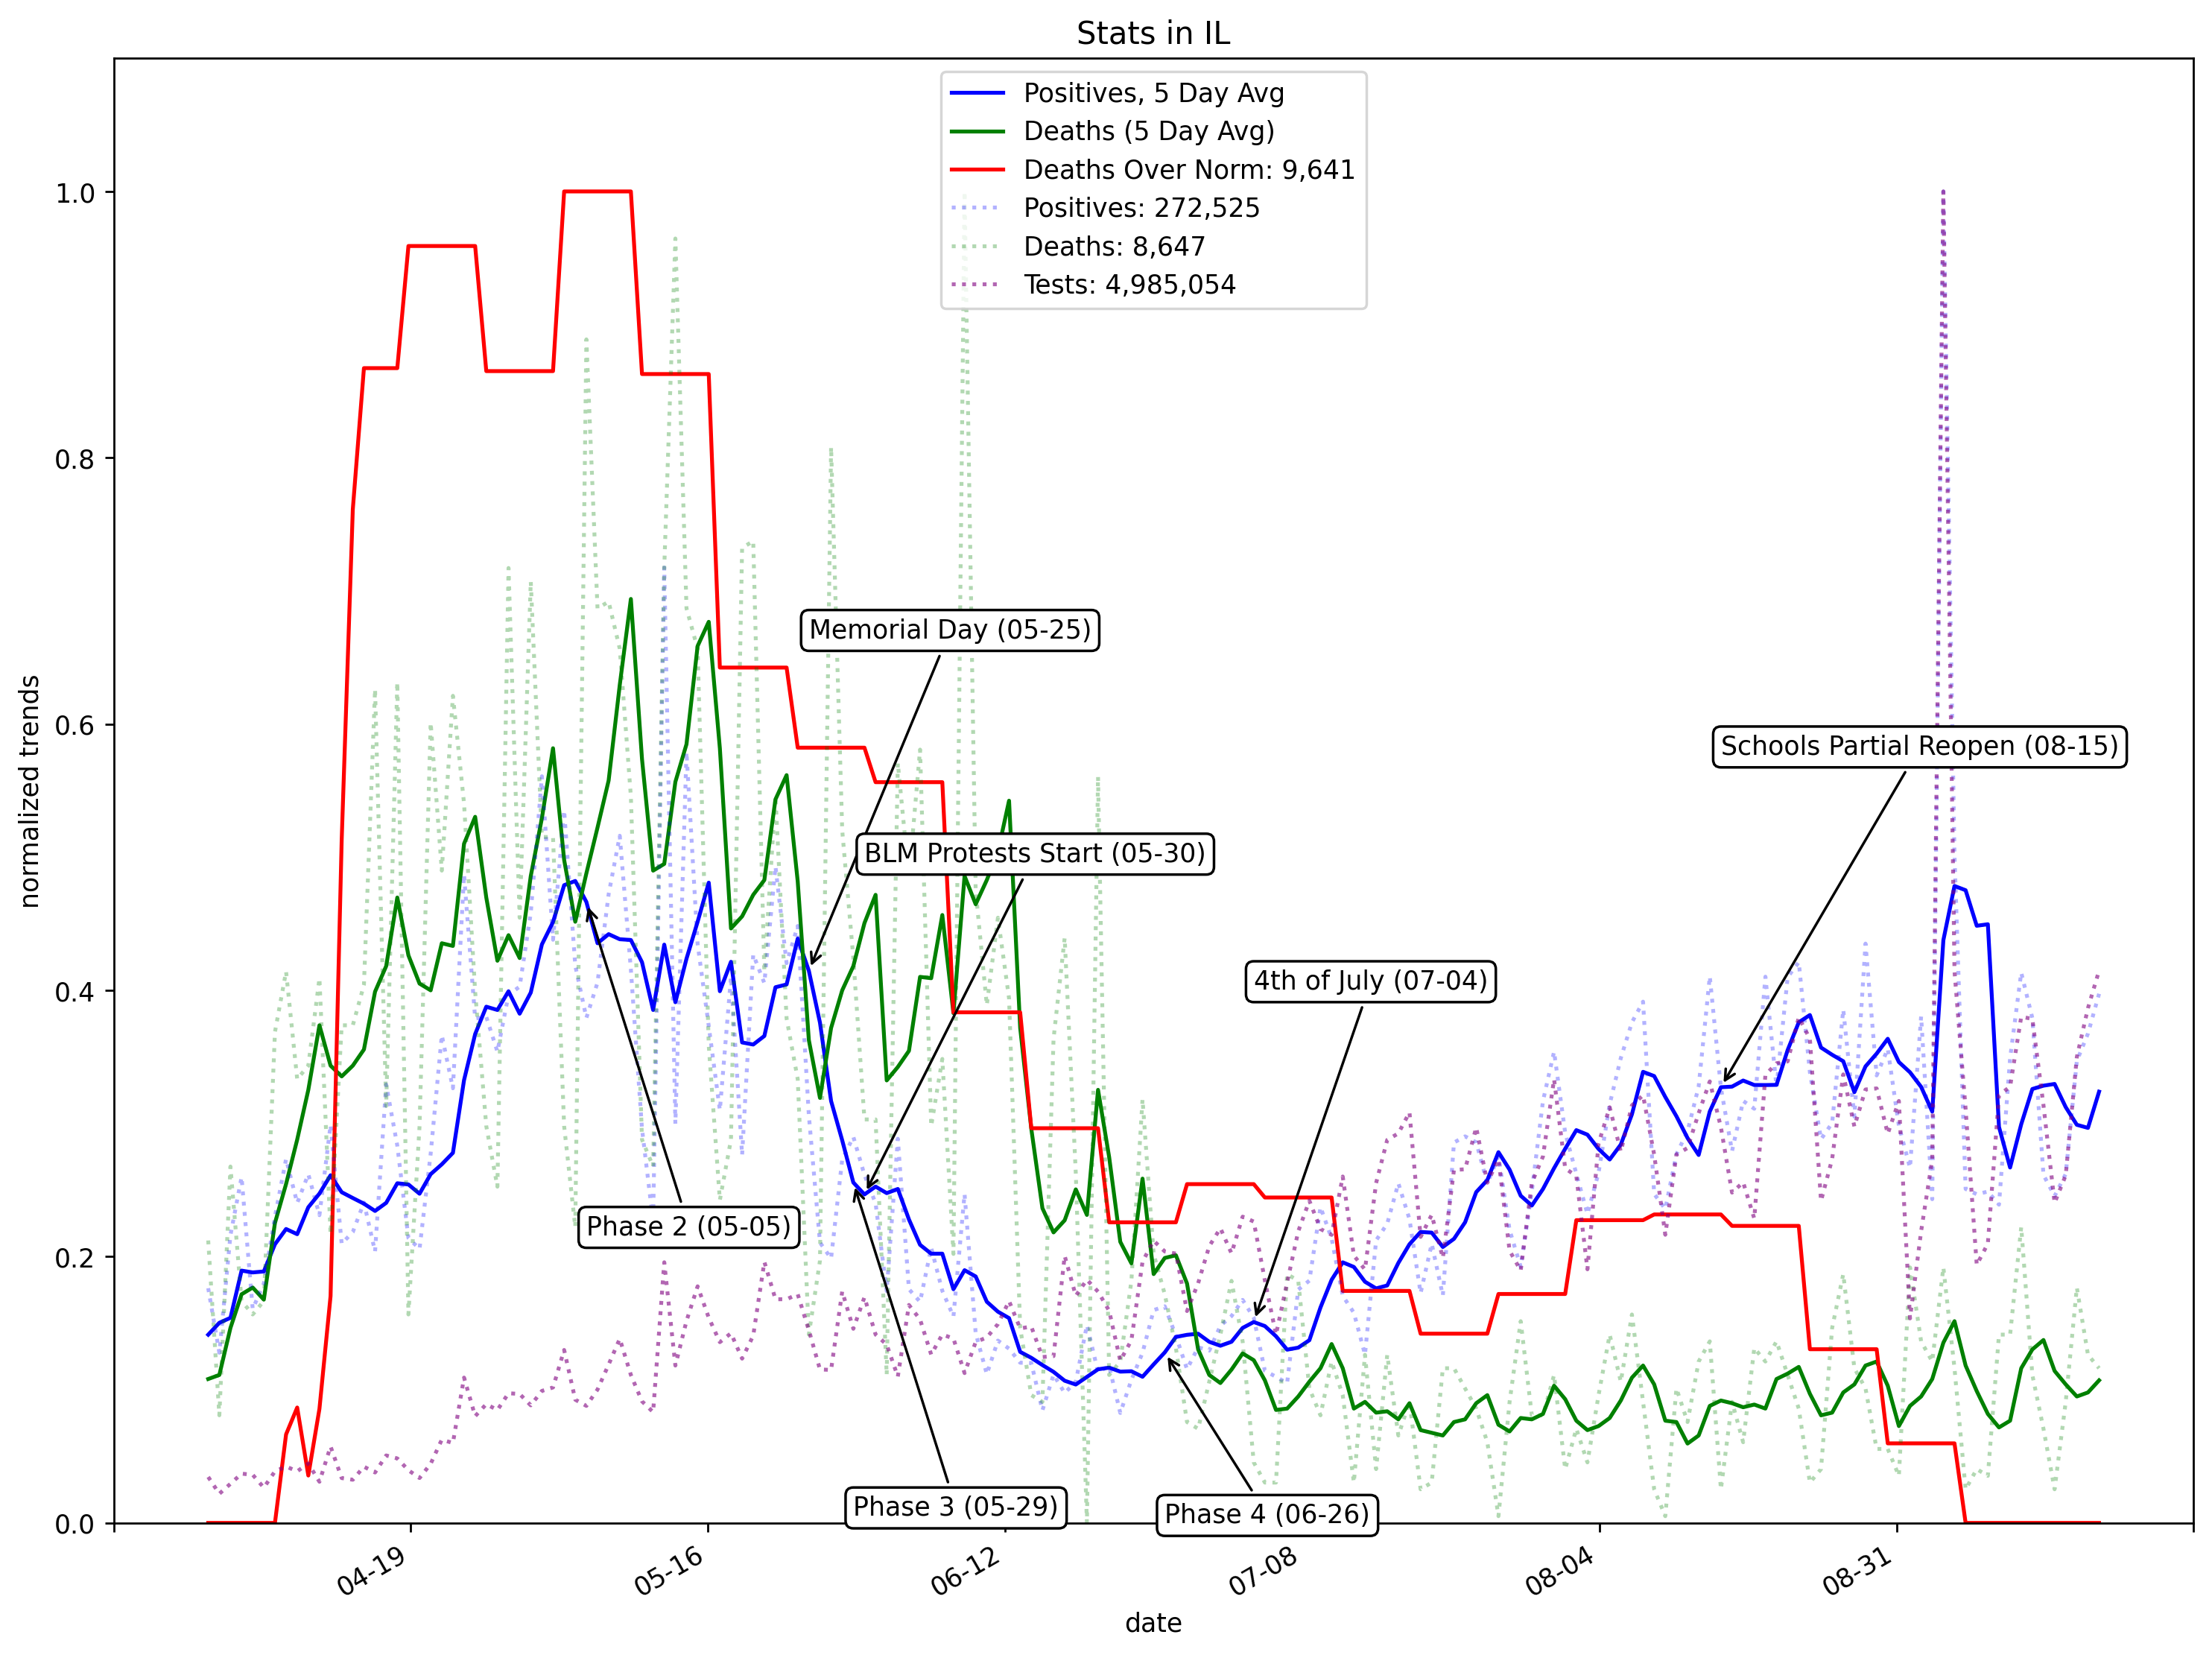 Stats in IL
Positives, 5 Day Avg
Deaths (5 Day Avg)
Deaths Over Norm: 9,641
Positives: 272,525
Deaths: 8,647
Tests: 4,985,054
normalized trends
1.0
0.8
0.6
0.4
0.2
0.0
Memorial Day (05-25)
Schools Partial Reopen (08-15)
BLM Protests Start (05-30)
4th of July (07-04)
Phase 2 (05-05)
Phase 3 (05-29)
Phase 4 (06-26)
04-19
05-16
06-12
07-08
08-04
08-31
date